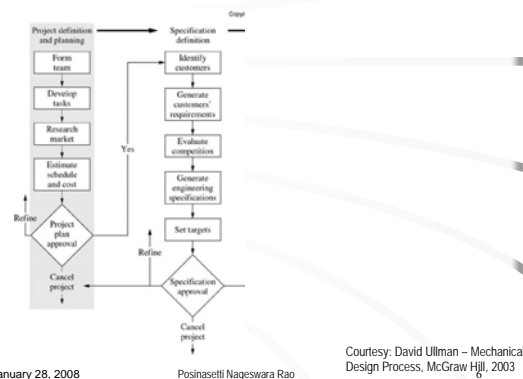 Copyr
Project definition
and planning
Form
team
Develop
tasks
Research
market
Estimate
schedule
and cost
Refine
Project
plan
approval
Cancel
project
Yes
Specification
definition
Identify
customers
Generate
customers'
requirements
Evaluate
competition
Generate
engineering
specifications
Set targets
Refine
Specification
approval
Cancel
project
Courtesy: David Ullman – Mechanical
Design Process, McGraw Hill, 2003
anuary 28, 2008
Posinasetti Nageswara Rao
6